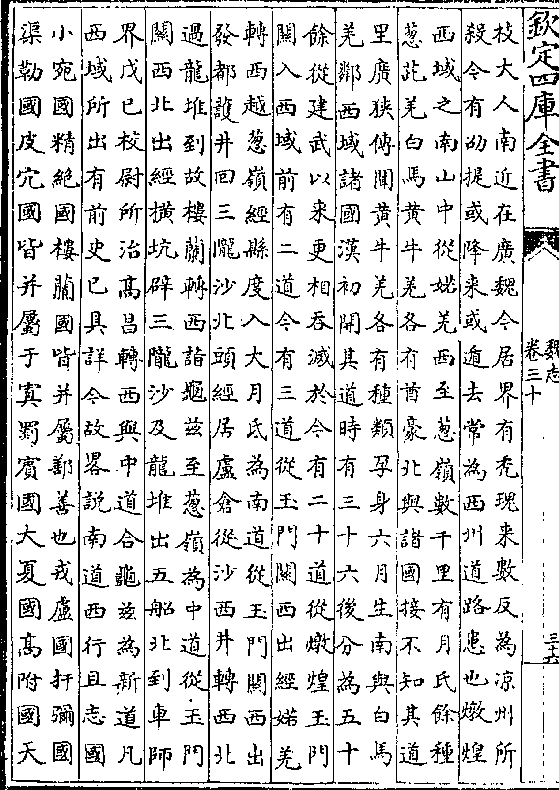 欽定四庫全書
魏志
卷三十
三十六
枝大人南近在廣魏今居界有禿瑰来數反為凉州所
殺今有劭提或降来或遁去常為西州道路患也燉煌
西域之南山中從婼羌西至葱嶺數千里有月氏餘種
葱茈羌白馬黄牛羌各有酋豪北與諸國接不知其道
里廣狹傳聞黄牛羌各有種類孕身六月生南與白馬
羌鄰西域諸國漢初開其道時有三十六後分為五十
餘從建武以来更相吞滅於今有二十道從燉煌玉門
關入西域前有二道今有三道從玉門關西出經婼羌
轉西越葱嶺經縣度入大月氏為南道從玉門關西出
發都護井回三隴沙北頭經居盧倉從沙西井轉西北
過龍堆到故樓蘭轉西詣龜兹至葱嶺為中道從玉門
關西北出經橫坑辟三隴沙及龍堆出五船北到車師
界戊已校尉所治高昌轉西與中道合龜兹為新道凡
西域所出有前史已具詳今故畧説南道西行且志國
小宛國精絶國樓蘭國皆并屬鄯善也戎盧國扞彌國
渠勒國皮穴國皆并屬于寘罽賓國大夏國高附國天